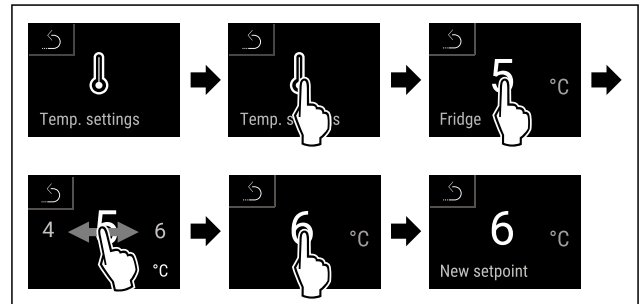 Temp. settings
Temp. s s
5 °C
Fridge
4 5 6
°C
6 °C
6 °C
New setpoint